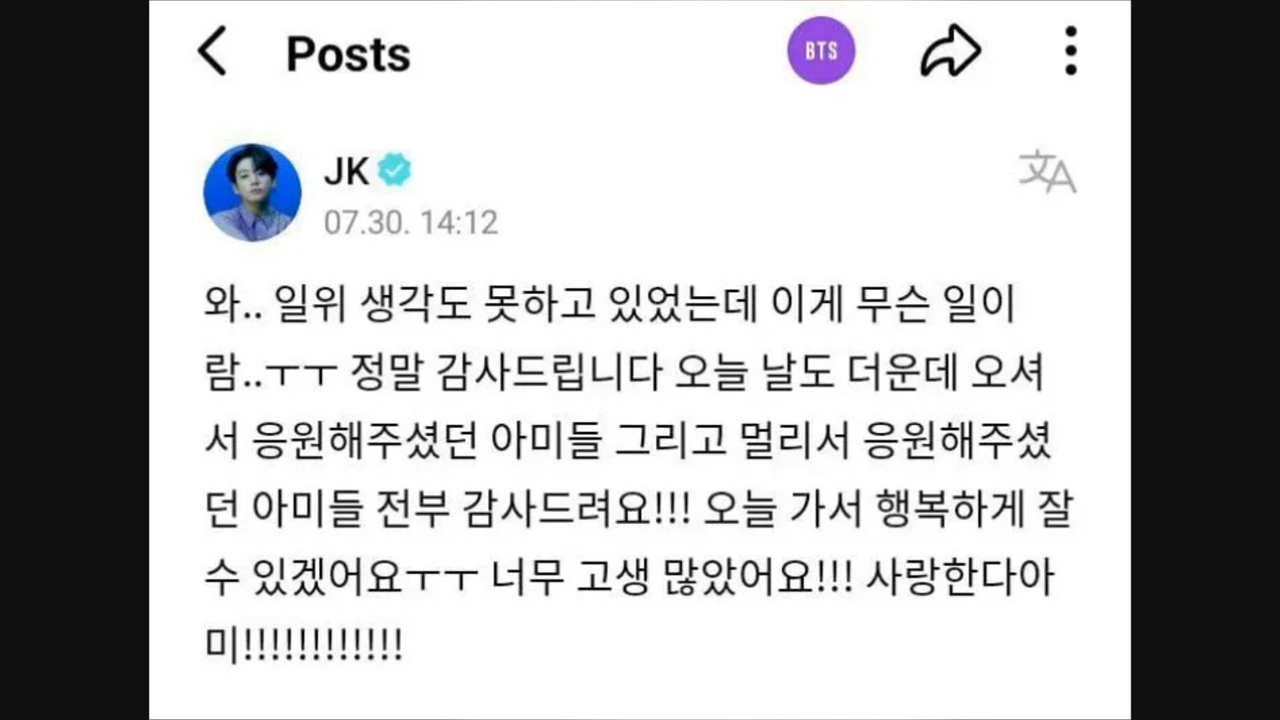 Posts
BTS
JK
07.30. 14:12
와.. 일위 생각도 못하고 있었는데 이게 무슨 일이
람..ㅜㅜ 정말 감사드립니다 오늘 날도 더운데 오셔
서 응원해주셨던 아미들 그리고 멀리서 응원해주셨
던 아미들 전부 감사드려요!!! 오늘 가서 행복하게 잘
수 있겠어요ㅜㅜ 너무 고생 많았어요!!! 사랑한다아
미!!!!!!!!!!!!